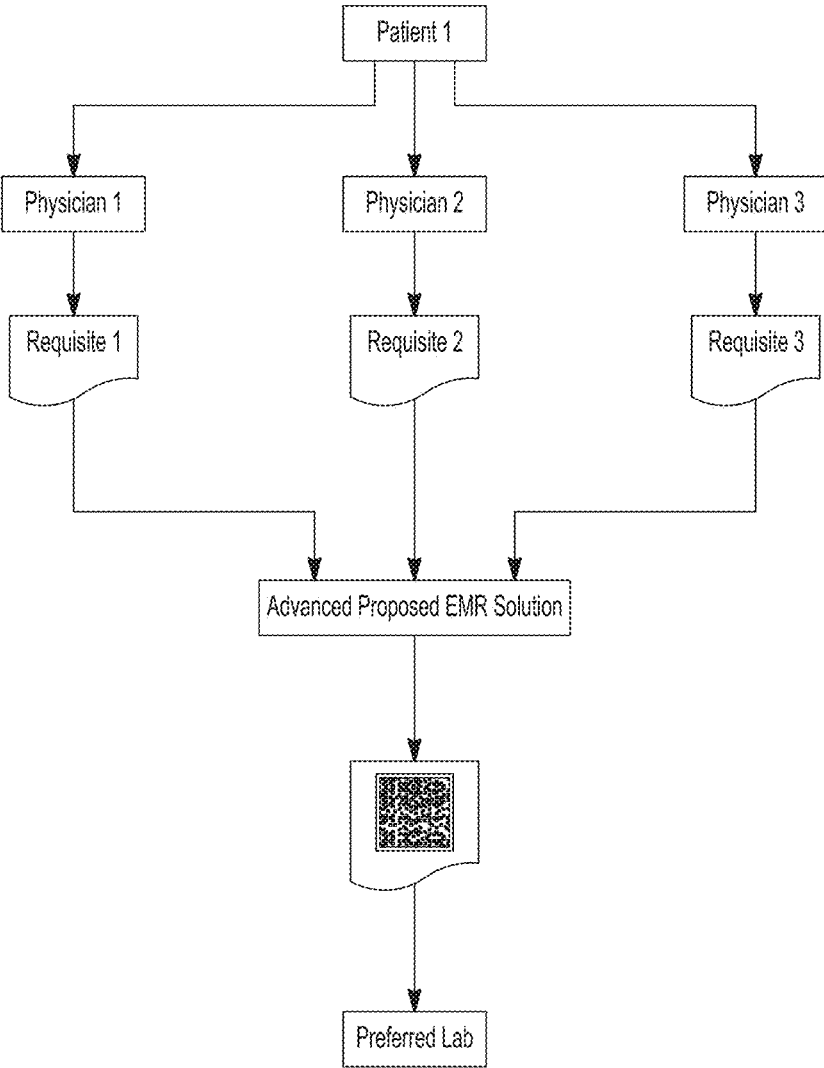 Patient 1
Physician 1
Physician 2
Physician 3
Requisite 1
Requisite 2
Requisite 3
Advanced Proposed EMR Solution
Preferred Lab